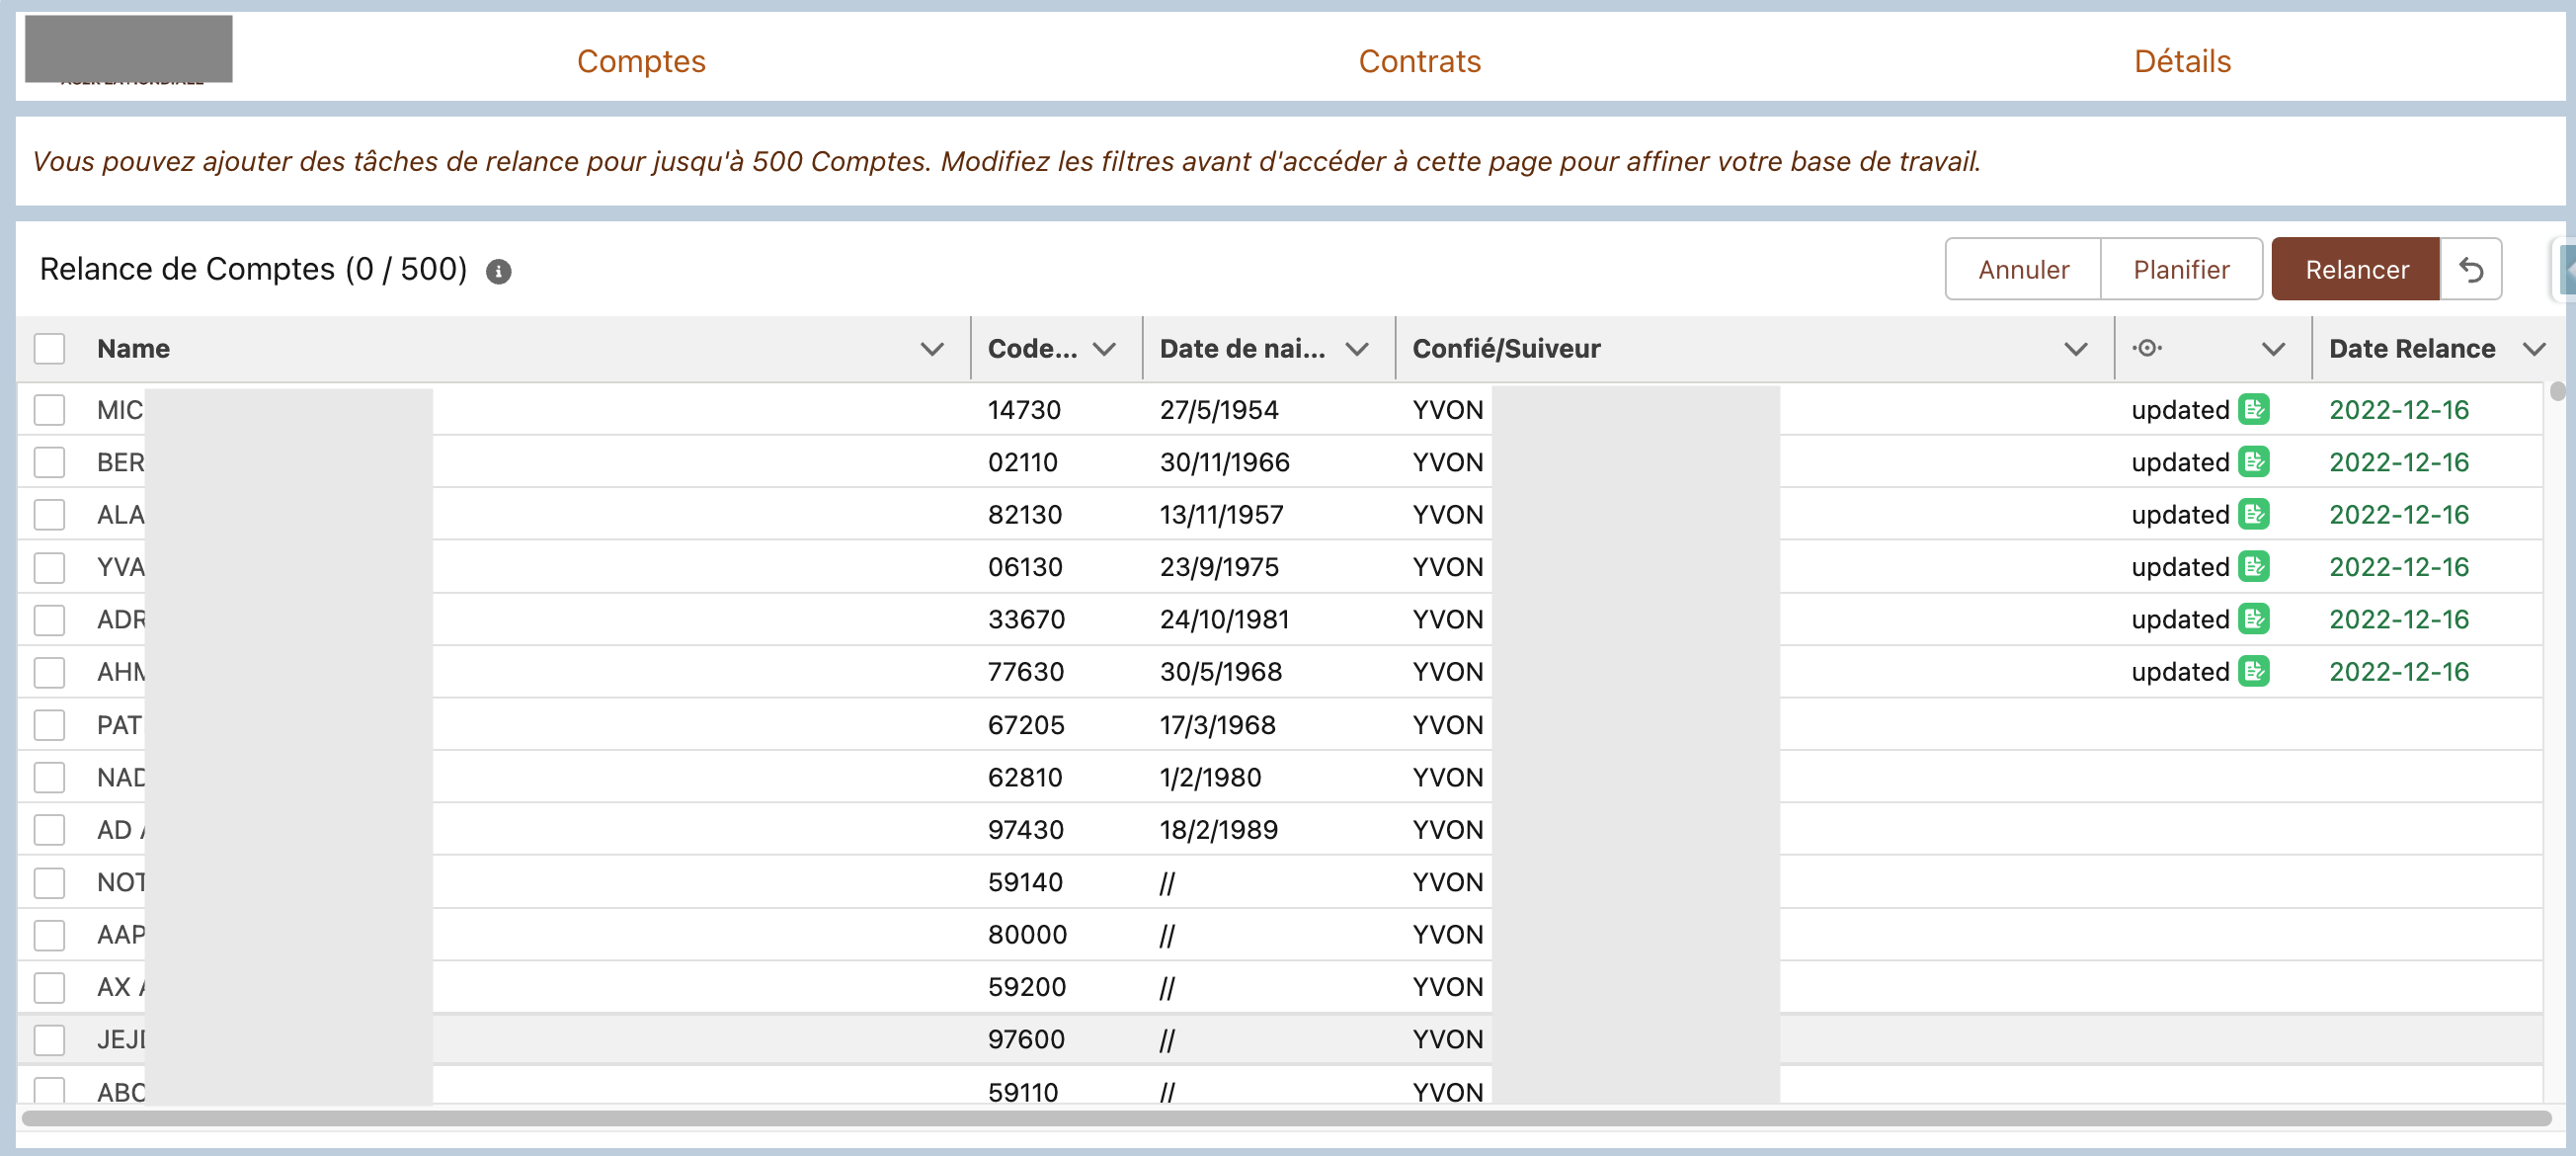 Comptes Contrats Détails
Vous pouvez ajouter des tâches de relance pour jusqu'à 500 Comptes. Modifiez les filtres avant d'accéder à cette page pour affiner votre base de travail.
Relance de Comptes (0 / 500) Annuler Planifier Relancer
Name Code... Date de nai... Confié/Suiveur Date Relance
MIC 14730 27/5/1954 YVON updated 2022-12-16
BER 02110 30/11/1966 YVON updated 2022-12-16
ALA 82130 13/11/1957 YVON updated 2022-12-16
YVA 06130 23/9/1975 YVON updated 2022-12-16
ADR 33670 24/10/1981 YVON updated 2022-12-16
AHM 77630 30/5/1968 YVON updated 2022-12-16
PAT 67205 17/3/1968 YVON
NAD 62810 1/2/1980 YVON
AD 97430 18/2/1989 YVON
NOT 59140 // YVON
AAP 80000 // YVON
AX 59200 // YVON
JEJ 97600 // YVON
ABC 59110 // YVON